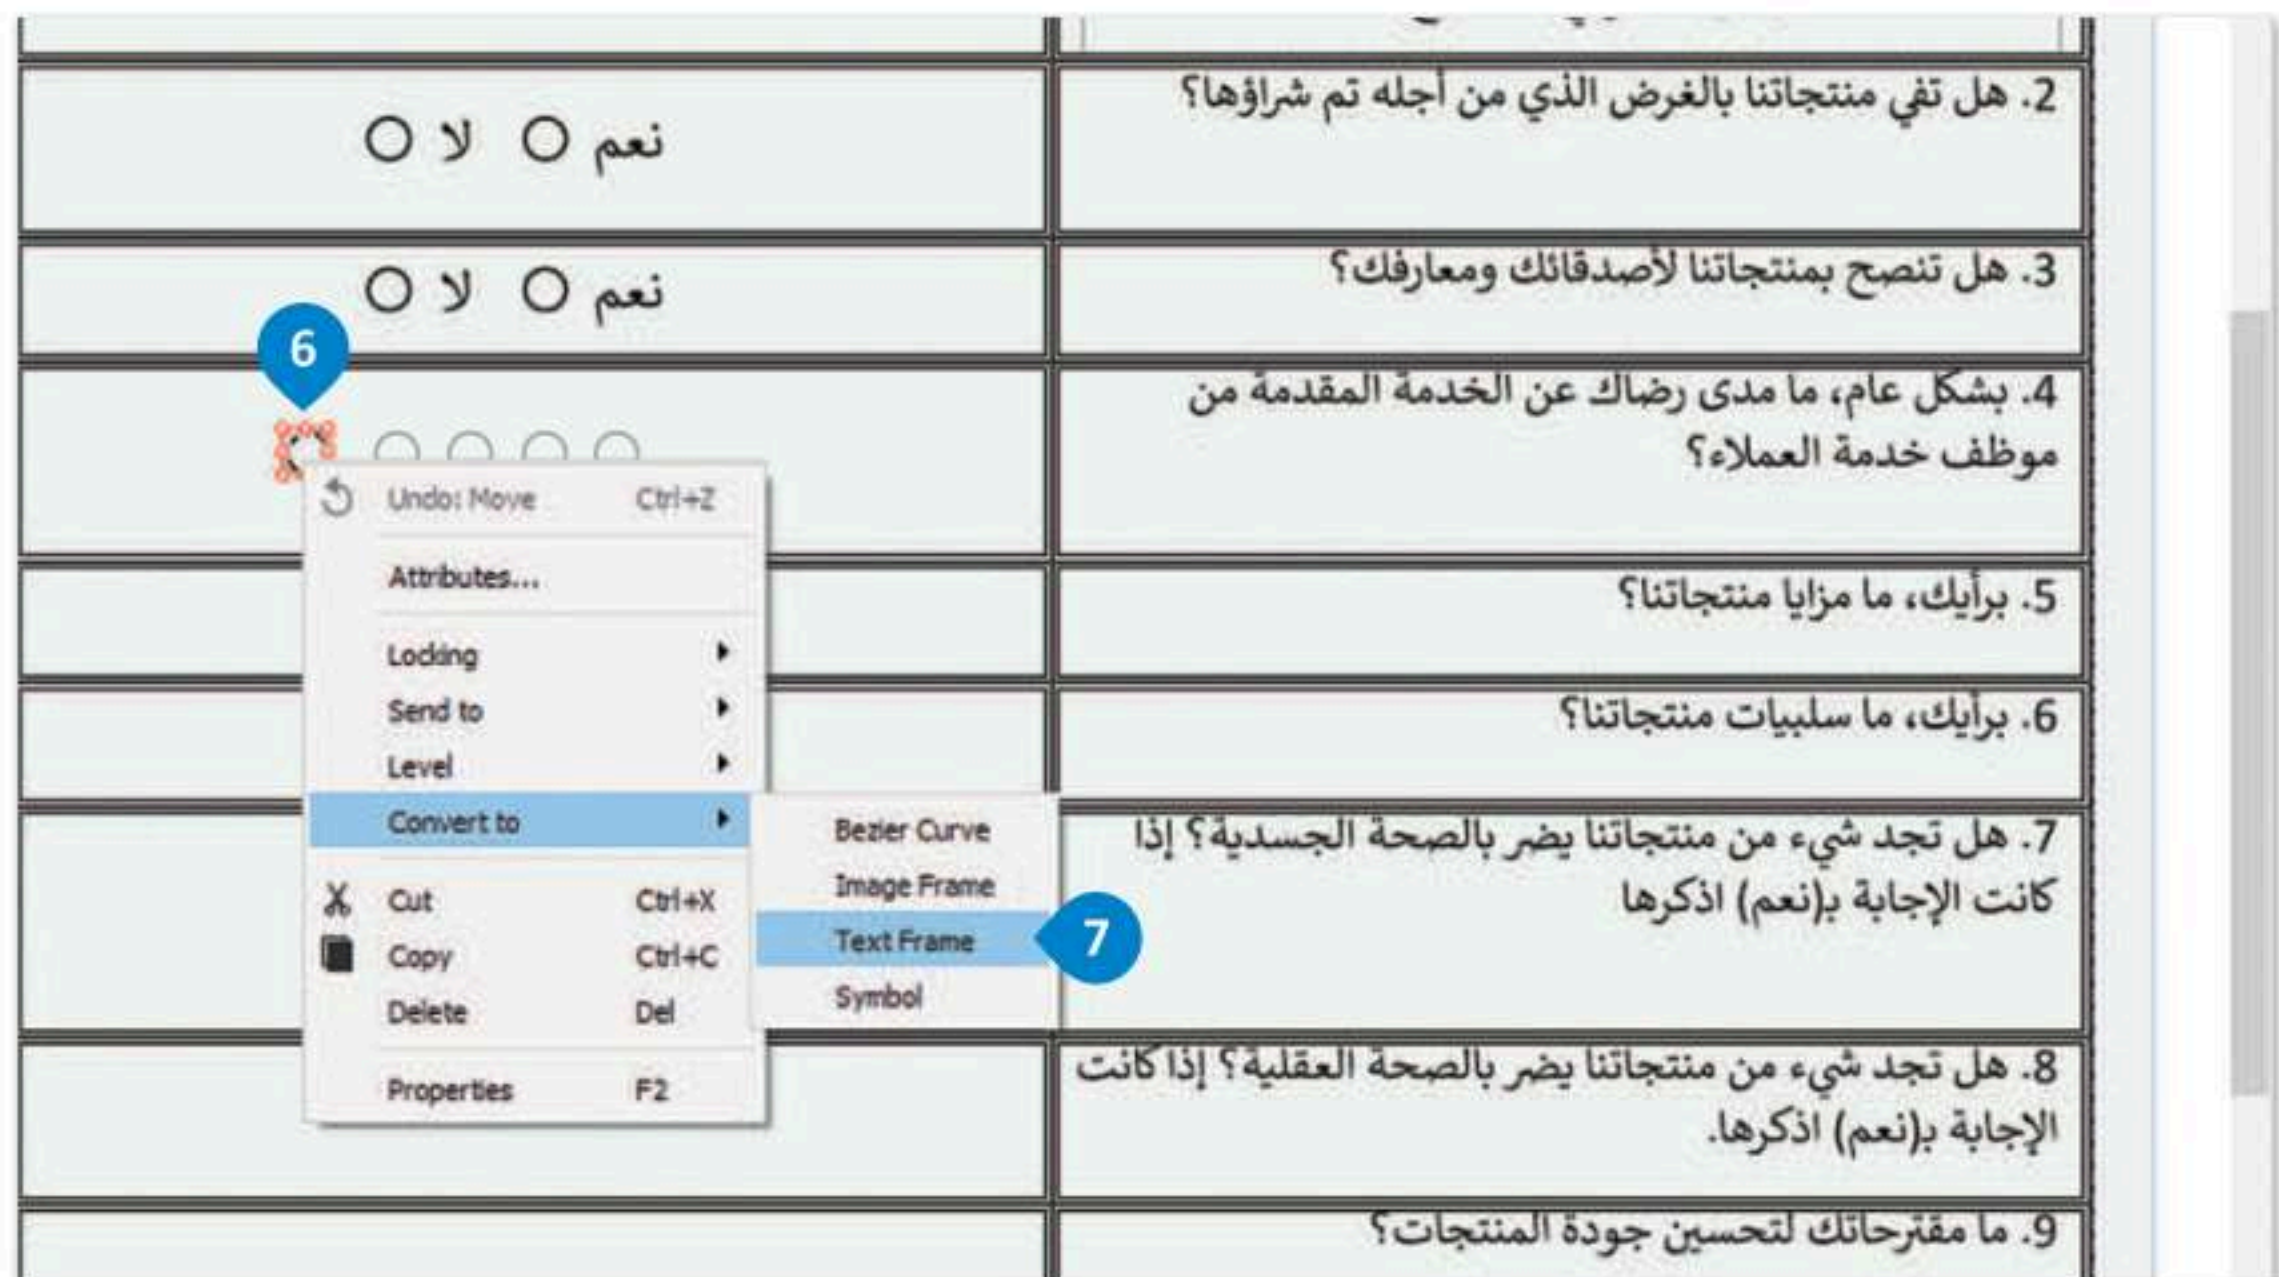 2. هل تفي منتجاتنا بالغرض الذي من أجله تم شراؤها؟
نعم لا
3. هل تنصح بمنتجاتنا لأصدقائك ومعارفك؟
نعم لا
6
4. بشكل عام، ما مدى رضاك عن الخدمة المقدمة من
موظف خدمة العملاء؟
5. برأيك، ما مزايا منتجاتنا؟
6. برأيك، ما سلبيات منتجاتنا؟
7. هل تجد شيء من منتجاتنا يضر بالصحة الجسدية؟ إذا
كانت الإجابة بـ(نعم) اذكرها
8. هل تجد شيء من منتجاتنا يضر بالصحة العقلية؟ إذا كانت
الإجابة بـ(نعم) اذكرها.
9. ما مقترحاتك لتحسين جودة المنتجات؟
Undo: Move Ctrl+Z
Attributes...
Locking
Send to
Level
Convert to
Cut Ctrl+X
Copy Ctrl+C
Delete Del
Properties F2
Bezier Curve
Image Frame
Text Frame
7
Symbol